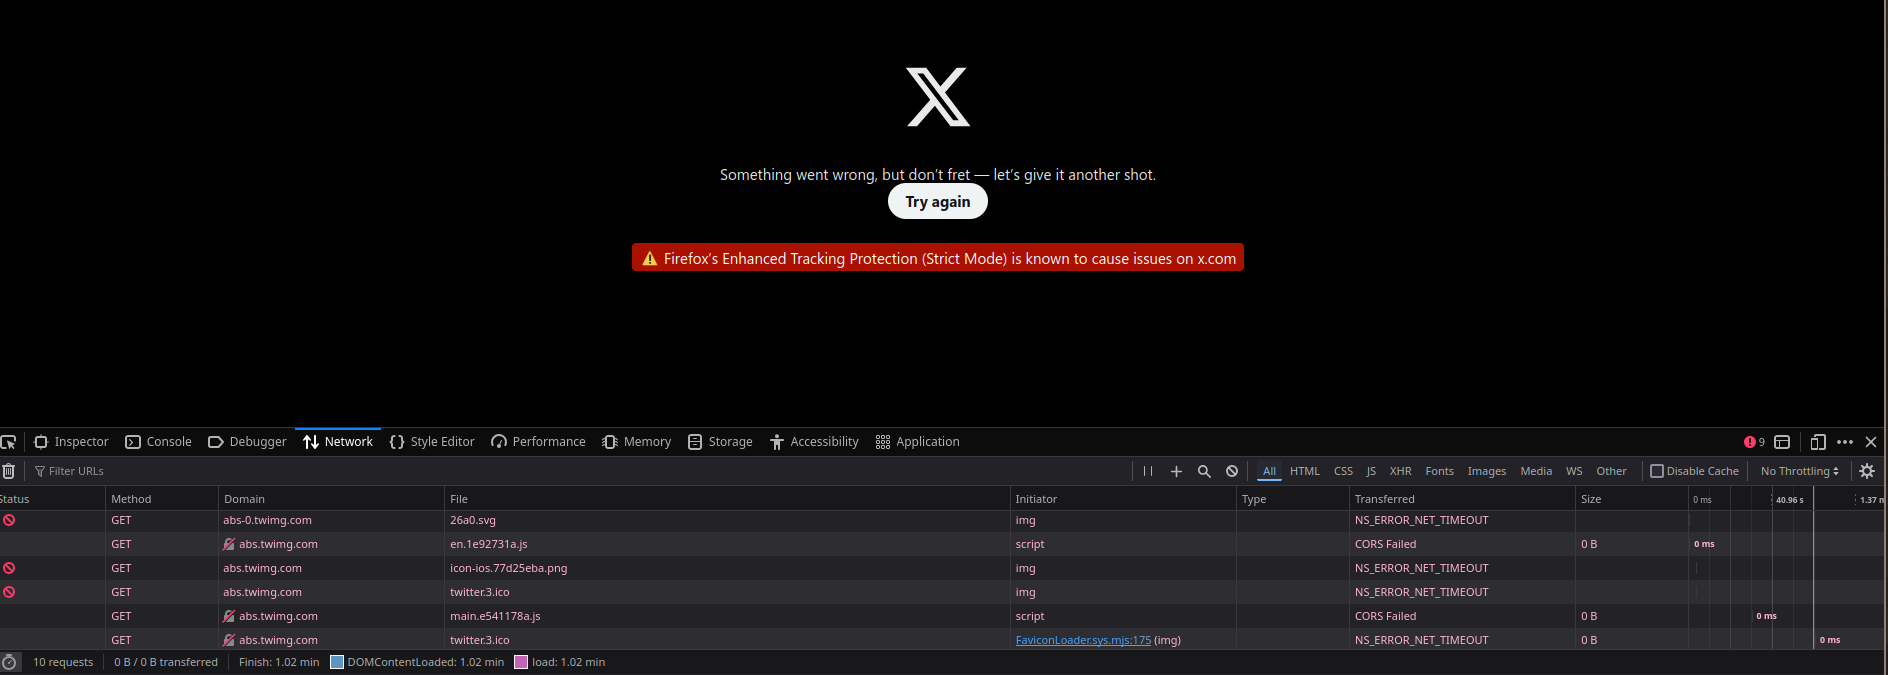 Something went wrong, but don’t fret — let’s give it another shot.
Try again
⚠️ Firefox’s Enhanced Tracking Protection (Strict Mode) is known to cause issues on x.com
Inspector Console Debugger Network Style Editor Performance Memory Storage Accessibility Application 9
Filter URLs All HTML CSS JS XHR Fonts Images Media WS Other Disable Cache No Throttling
Status Method Domain File Initiator Type Transferred Size 0 ms 40.96 s 1.37 m
GET abs-0.twimg.com 26a0.svg img NS_ERROR_NET_TIMEOUT
GET abs.twimg.com en.1e92731a.js script CORS Failed 0 B 0 ms
GET abs.twimg.com icon-ios.77d25eba.png img NS_ERROR_NET_TIMEOUT
GET abs.twimg.com twitter.3.ico img NS_ERROR_NET_TIMEOUT
GET abs.twimg.com main.e541178a.js script CORS Failed 0 B 0 ms
GET abs.twimg.com twitter.3.ico FaviconLoader.sys.mjs:175 (img) NS_ERROR_NET_TIMEOUT 0 B 0 ms
10 requests 0 B / 0 B transferred Finish: 1.02 min DOMContentLoaded: 1.02 min load: 1.02 min